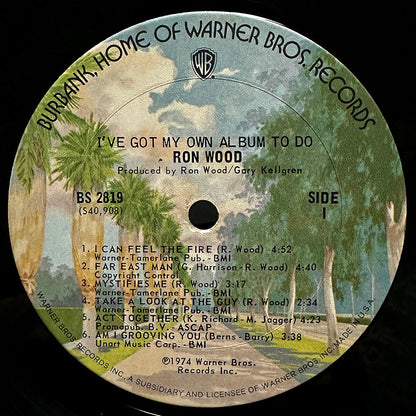 BURBANK, HOME OF WARNER BROS. RECORDS
WB
I'VE GOT MY OWN ALBUM TO DO
RON WOOD
Produced by Ron Wood/Gary Kellgren
BS 2819
(S40,908)
SIDE
1
1. I CAN FEEL THE FIRE (R. Wood) 4:52
Warner-Tamerlane Pub. - BMI
2. FAR EAST MAN (G. Harrison - R. Wood) 4:40
Copyright Control
3. MYSTIFIES ME (R. Wood) 3:17
Warner-Tamerlane Pub. - BMI
4. TAKE A LOOK AT THE GUY (R. Wood) 2:34
Warner-Tamerlane Pub. - BMI
5. ACT TOGETHER (K. Richard - M. Jagger) 4:23
Promopub. B.V. - ASCAP
6. AM I GROOVING YOU (Berns-Barry) 3:38
Unart Music Corp. - BMI
℗1974 Warner Bros.
Records Inc.
WARNER BROS. RECORDS INC., A SUBSIDIARY AND LICENSEE OF WARNER BROS. INC. MADE IN U.S.A.